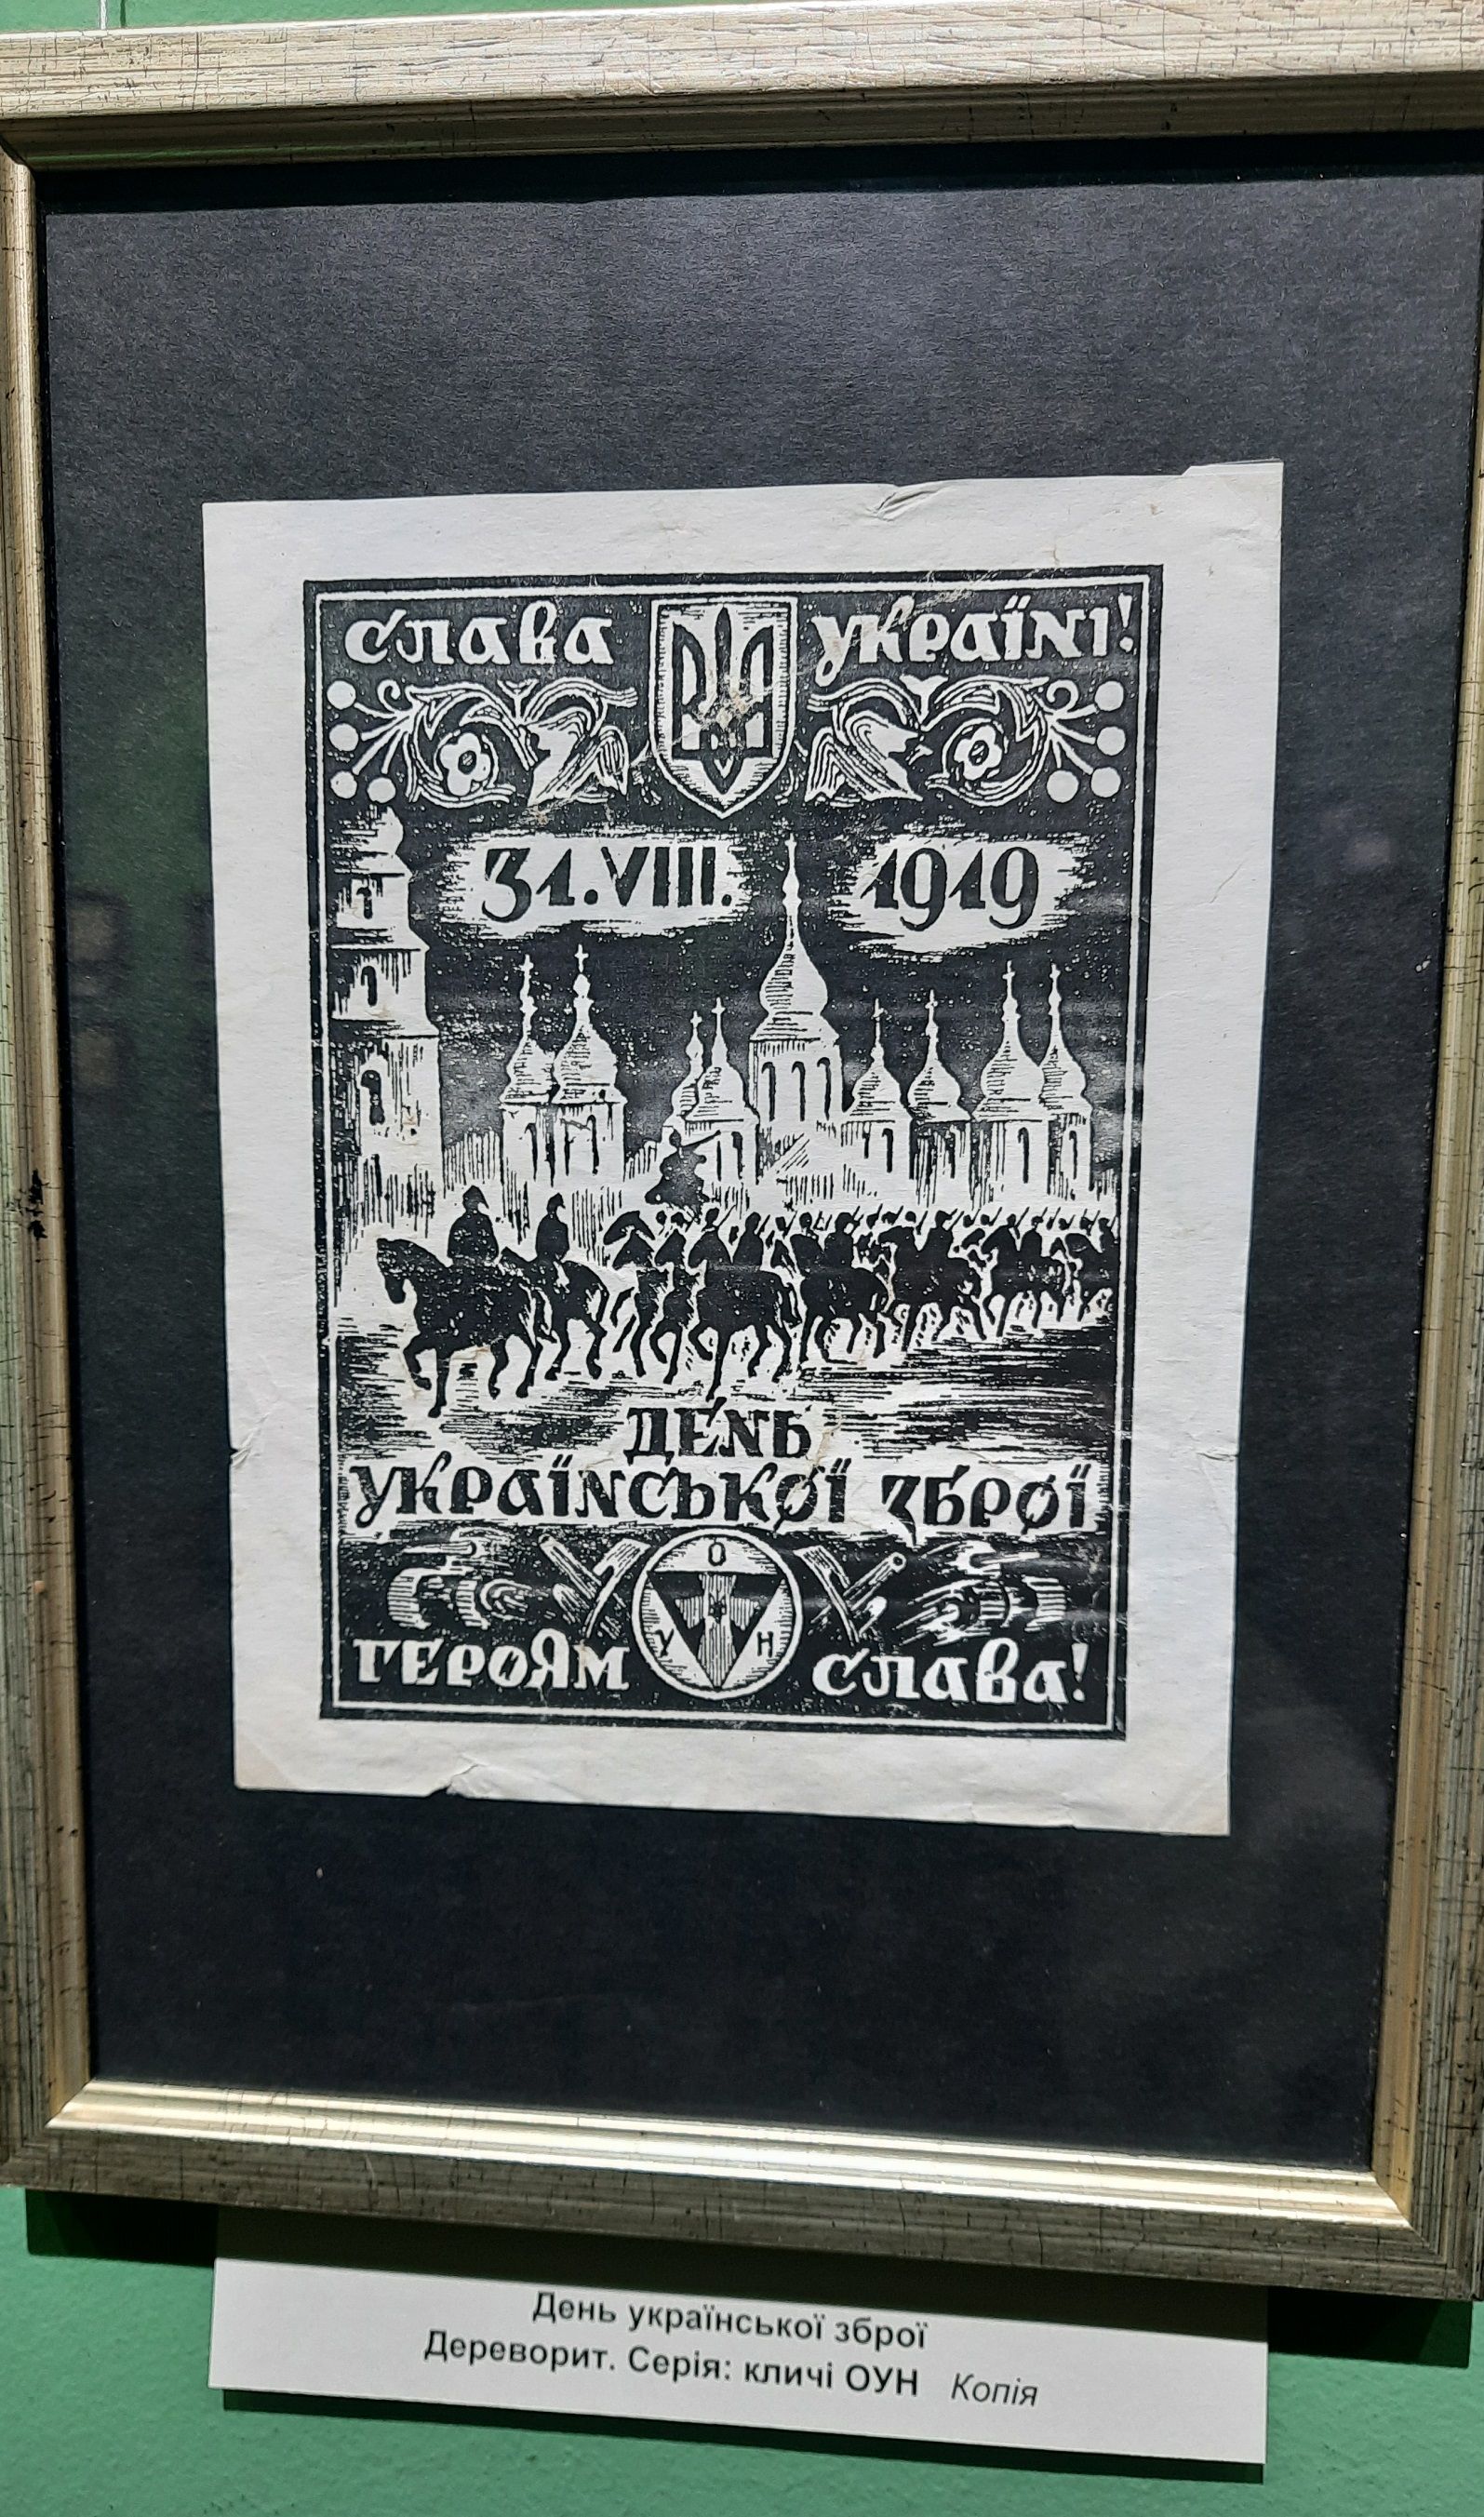 слава україні!
31.VIII. 1919
День
української зброї
О
У Н
героям слава!
День української зброї
Дереворит. Серія: кличі ОУН Копія